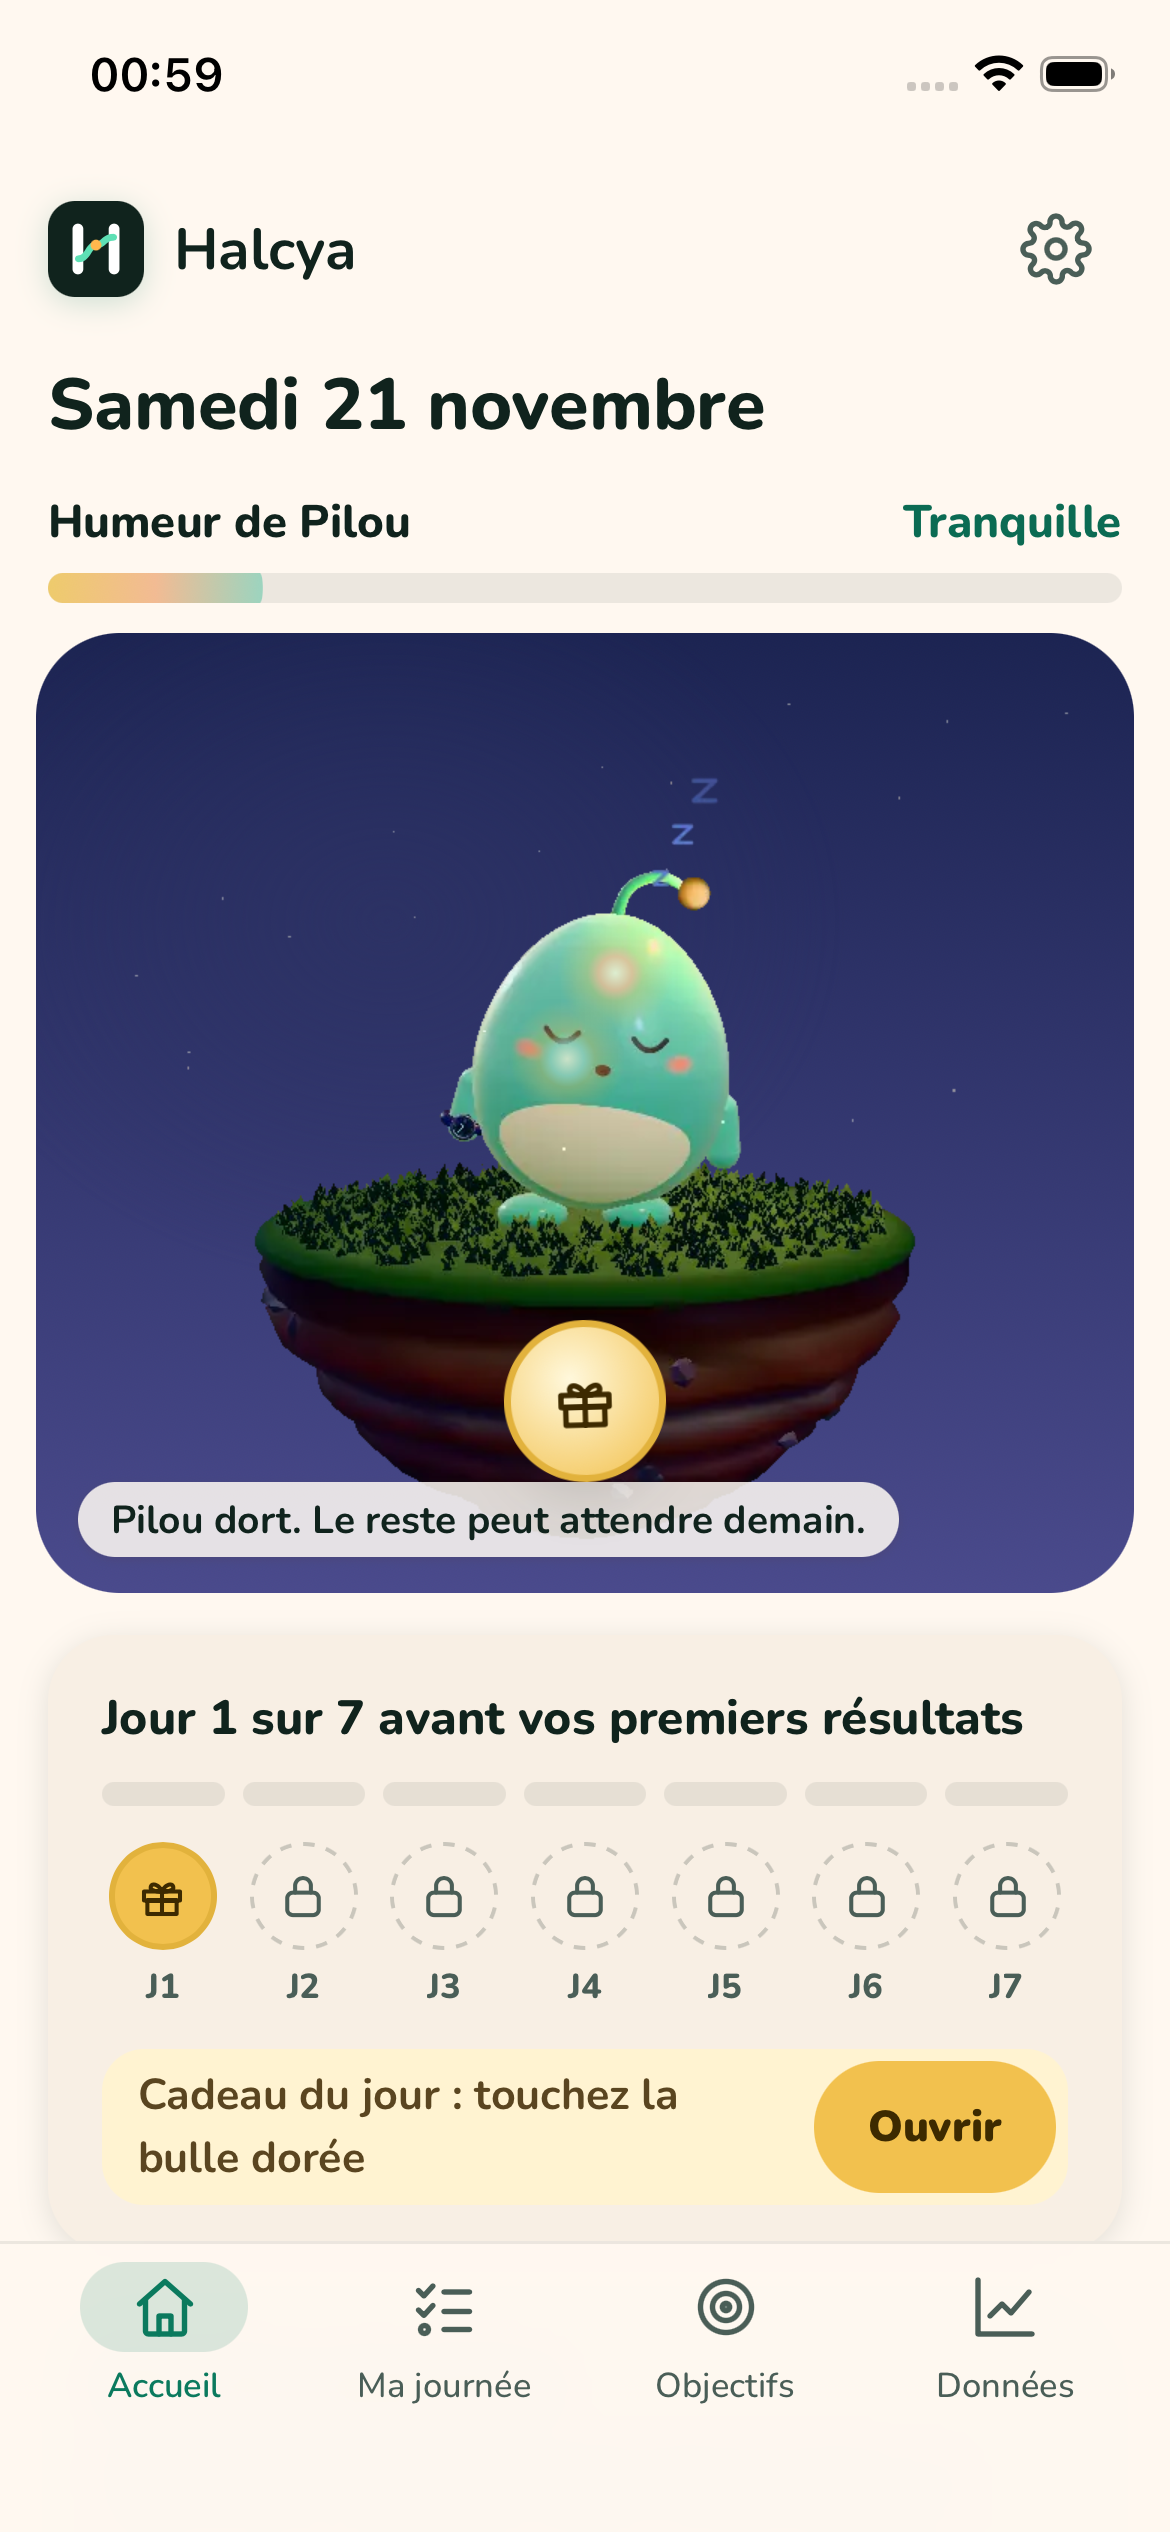 00:59
Halcya
Samedi 21 novembre
Humeur de Pilou
Tranquille
Z
Z
Z
Pilou dort. Le reste peut attendre demain.
Jour 1 sur 7 avant vos premiers résultats
J1
J2
J3
J4
J5
J6
J7
Cadeau du jour : touchez la
bulle dorée
Ouvrir
Accueil
Ma journée
Objectifs
Données